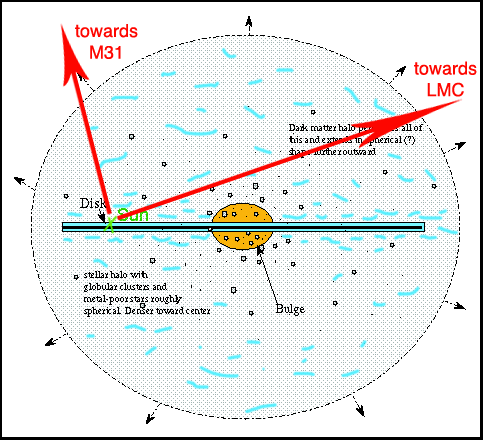 towards
M31
towards
LMC
Dark matter halo all of
this and extends in spherical (?)
shape further outward
Disk
Sun
stellar halo with
globular clusters and
metal-poor stars roughly
spherical. Denser toward center
Bulge